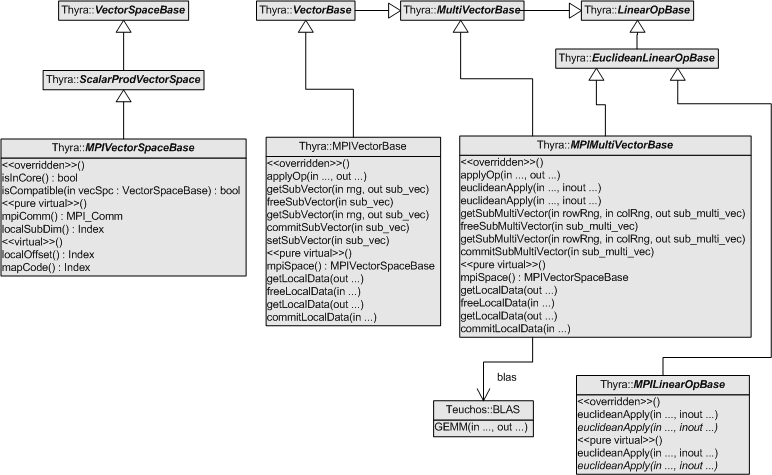 Thyra::VectorSpaceBase
Thyra::VectorBase
Thyra::MultiVectorBase
Thyra::LinearOpBase
Thyra::ScalarProdVectorSpace
Thyra::EuclideanLinearOpBase
Thyra::MPIVectorSpaceBase
<<overridden>>()
isInCore() : bool
isCompatible(in vecSpc : VectorSpaceBase) : bool
<<pure virtual>>()
mpiComm() : MPI_Comm
localSubDim() : Index
<<virtual>>()
localOffset() : Index
mapCode() : Index
Thyra::MPIVectorBase
<<overridden>>()
applyOp(in ..., out ...)
getSubVector(in rng, out sub_vec)
freeSubVector(in sub_vec)
getSubVector(in rng, out sub_vec)
commitSubVector(in sub_vec)
setSubVector(in sub_vec)
<<pure virtual>>()
mpiSpace() : MPIVectorSpaceBase
getLocalData(out ...)
freeLocalData(in ...)
getLocalData(out ...)
commitLocalData(in ...)
Thyra::MPIMultiVectorBase
<<overridden>>()
applyOp(in ..., out ...)
euclideanApply(in ..., inout ...)
euclideanApply(in ..., inout ...)
getSubMultiVector(in rowRng, in colRng, out sub_multi_vec)
freeSubMultiVector(in sub_multi_vec)
getSubMultiVector(in rowRng, in colRng, out sub_multi_vec)
commitSubMultiVector(in sub_multi_vec)
<<pure virtual>>()
mpiSpace() : MPIVectorSpaceBase
getLocalData(out ...)
freeLocalData(in ...)
getLocalData(out ...)
commitLocalData(in ...)
blas
Teuchos::BLAS
GEMM(in ..., out ...)
Thyra::MPILinearOpBase
<<overridden>>()
euclideanApply(in ..., inout ...)
euclideanApply(in ..., inout ...)
<<pure virtual>>()
euclideanApply(in ..., inout ...)
euclideanApply(in ..., inout ...)